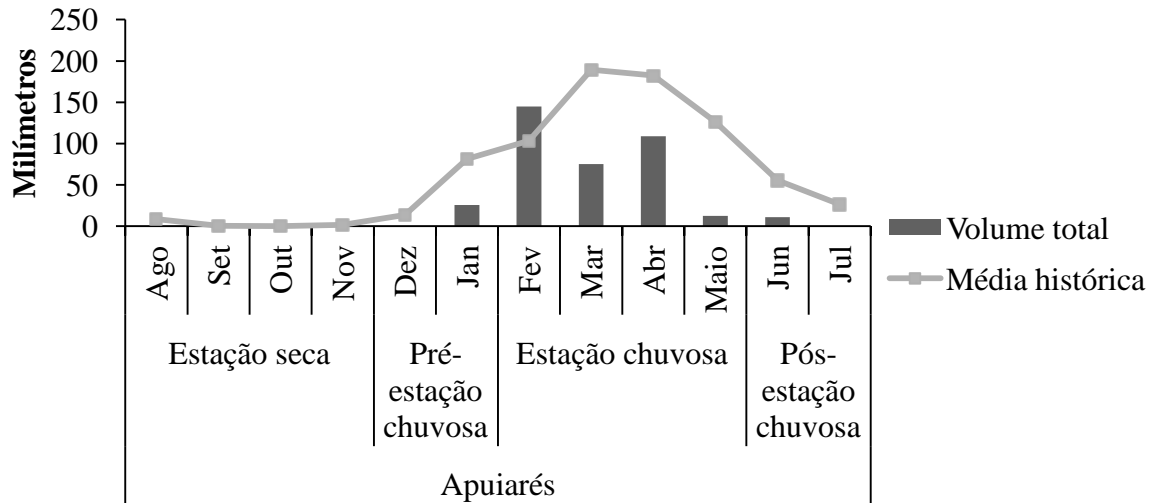 Milímetros
250
200
150
100
50
0
Ago
Set
Out
Nov
Dez
Jan
Fev
Mar
Abr
Maio
Jun
Jul
Estação seca
Pré-
estação
chuvosa
Estação chuvosa
Pós-
estação
chuvosa
Apuiarés
Volume total
Média histórica